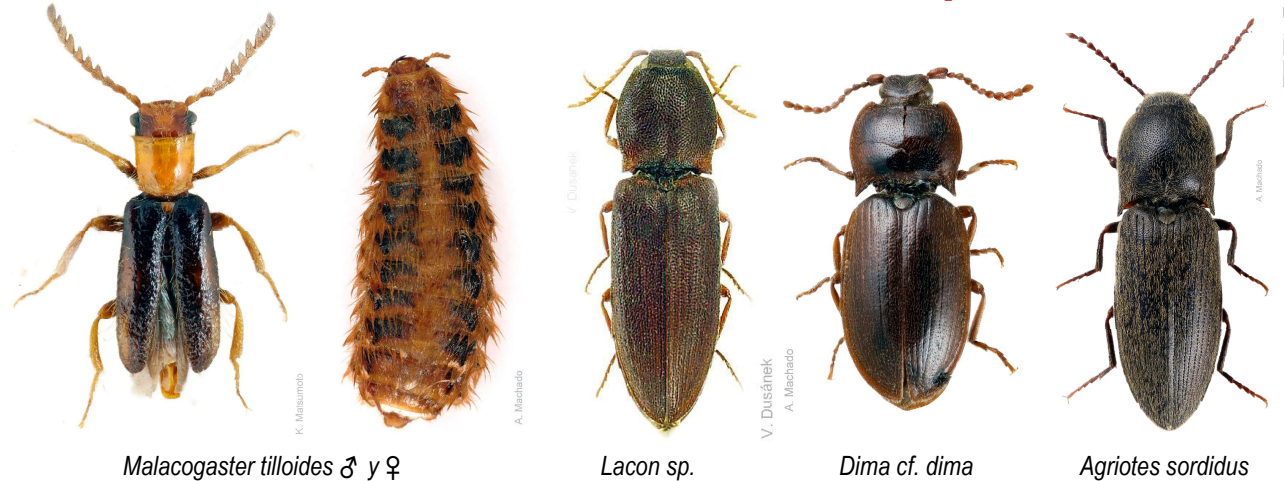 V. Dusánek
K. Matsumoto
A. Machado
V. Dusánek
A. Machado
A. Machado
Malacogaster tilloides ♂ y ♀
Lacon sp.
Dima cf. dima
Agriotes sordidus